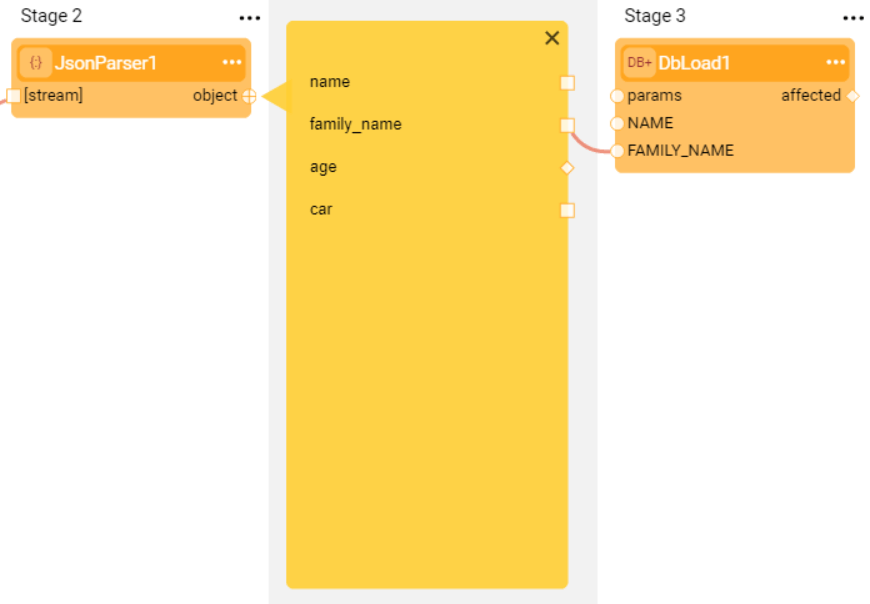 Stage 2
{:} JsonParser1
[stream] object
name
family_name
age
car
Stage 3
DB+ DbLoad1
params affected
NAME
FAMILY_NAME